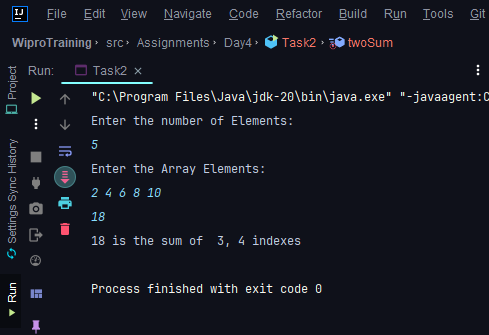 IJ File Edit View Navigate Code Refactor Build Run Tools Git
WiproTraining › src › Assignments › Day4 › Task2 › twoSum
Run: Task2 ×
"C:\Program Files\Java\jdk-20\bin\java.exe" "-javaagent:C
Enter the number of Elements:
5
Enter the Array Elements:
2 4 6 8 10
18
18 is the sum of  3, 4 indexes
Process finished with exit code 0
Project
Settings Sync History
Run